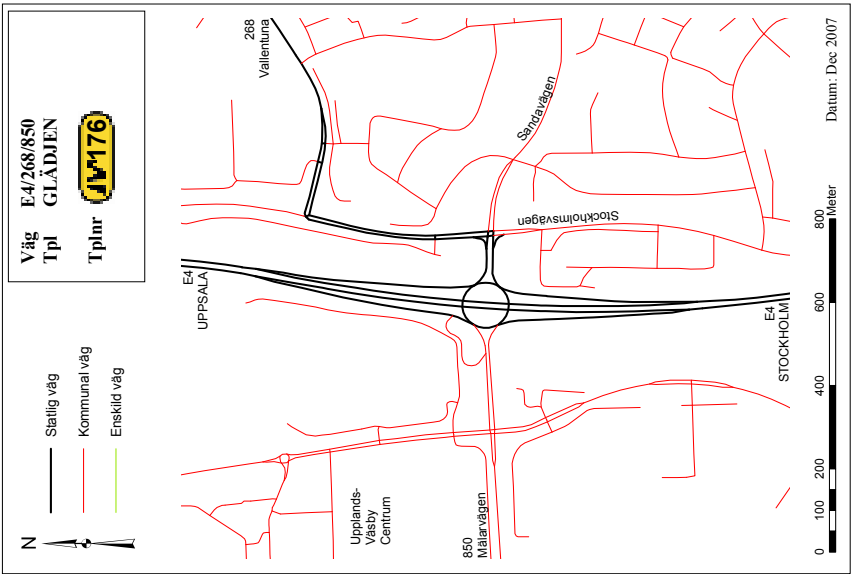 Väg E4/268/850
Tpl GLÄDJEN
Tplnr 176
N
Statlig väg
Kommunal väg
Enskild väg
268
Vallentuna
E4
UPPSALA
Sandavägen
Stockholmsvägen
Upplands-
Väsby
Centrum
850
Mälarvägen
E4
STOCKHOLM
0 100 200 400 600 800 Meter
Datum: Dec 2007